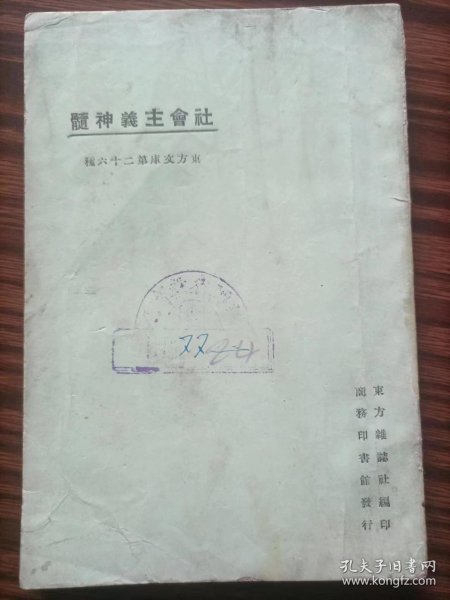 髓神義主會社
種六十二第庫文方東
東方雜誌社編印
商務印書館發行
孔夫子旧书网
www.kongfz.com